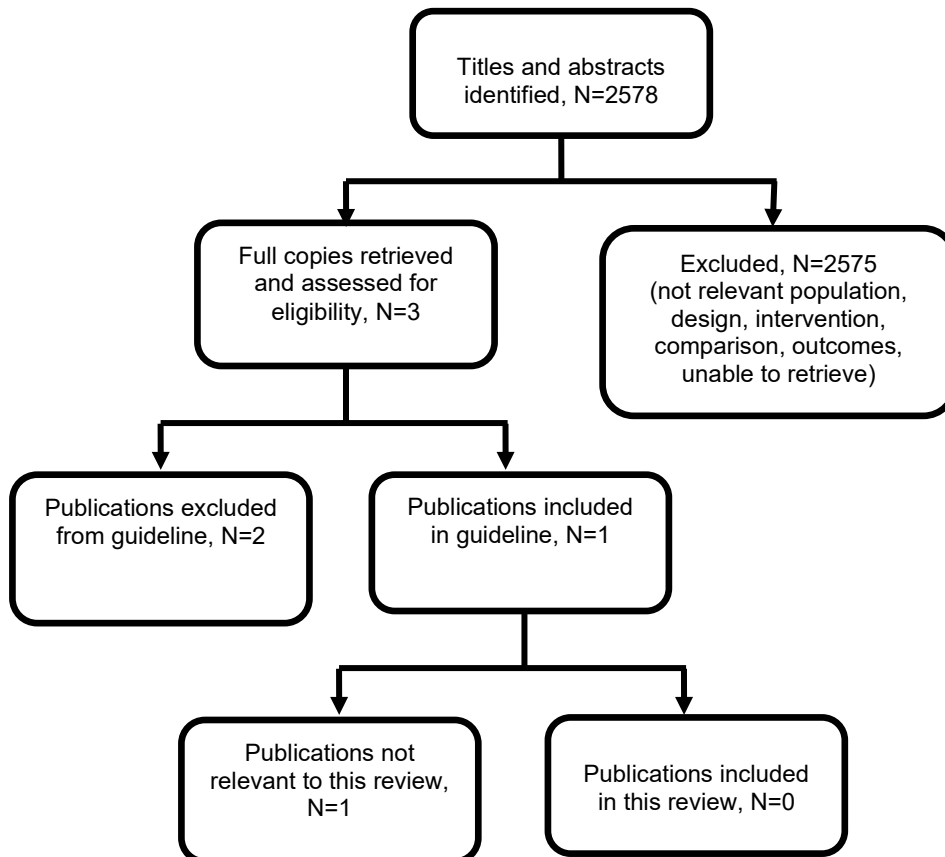 Titles and abstracts
identified, N=2578
Full copies retrieved
and assessed for
eligibility, N=3
Excluded, N=2575
(not relevant population,
design, intervention,
comparison, outcomes,
unable to retrieve)
Publications excluded
from guideline, N=2
Publications included
in guideline, N=1
Publications not
relevant to this review,
N=1
Publications included
in this review, N=0